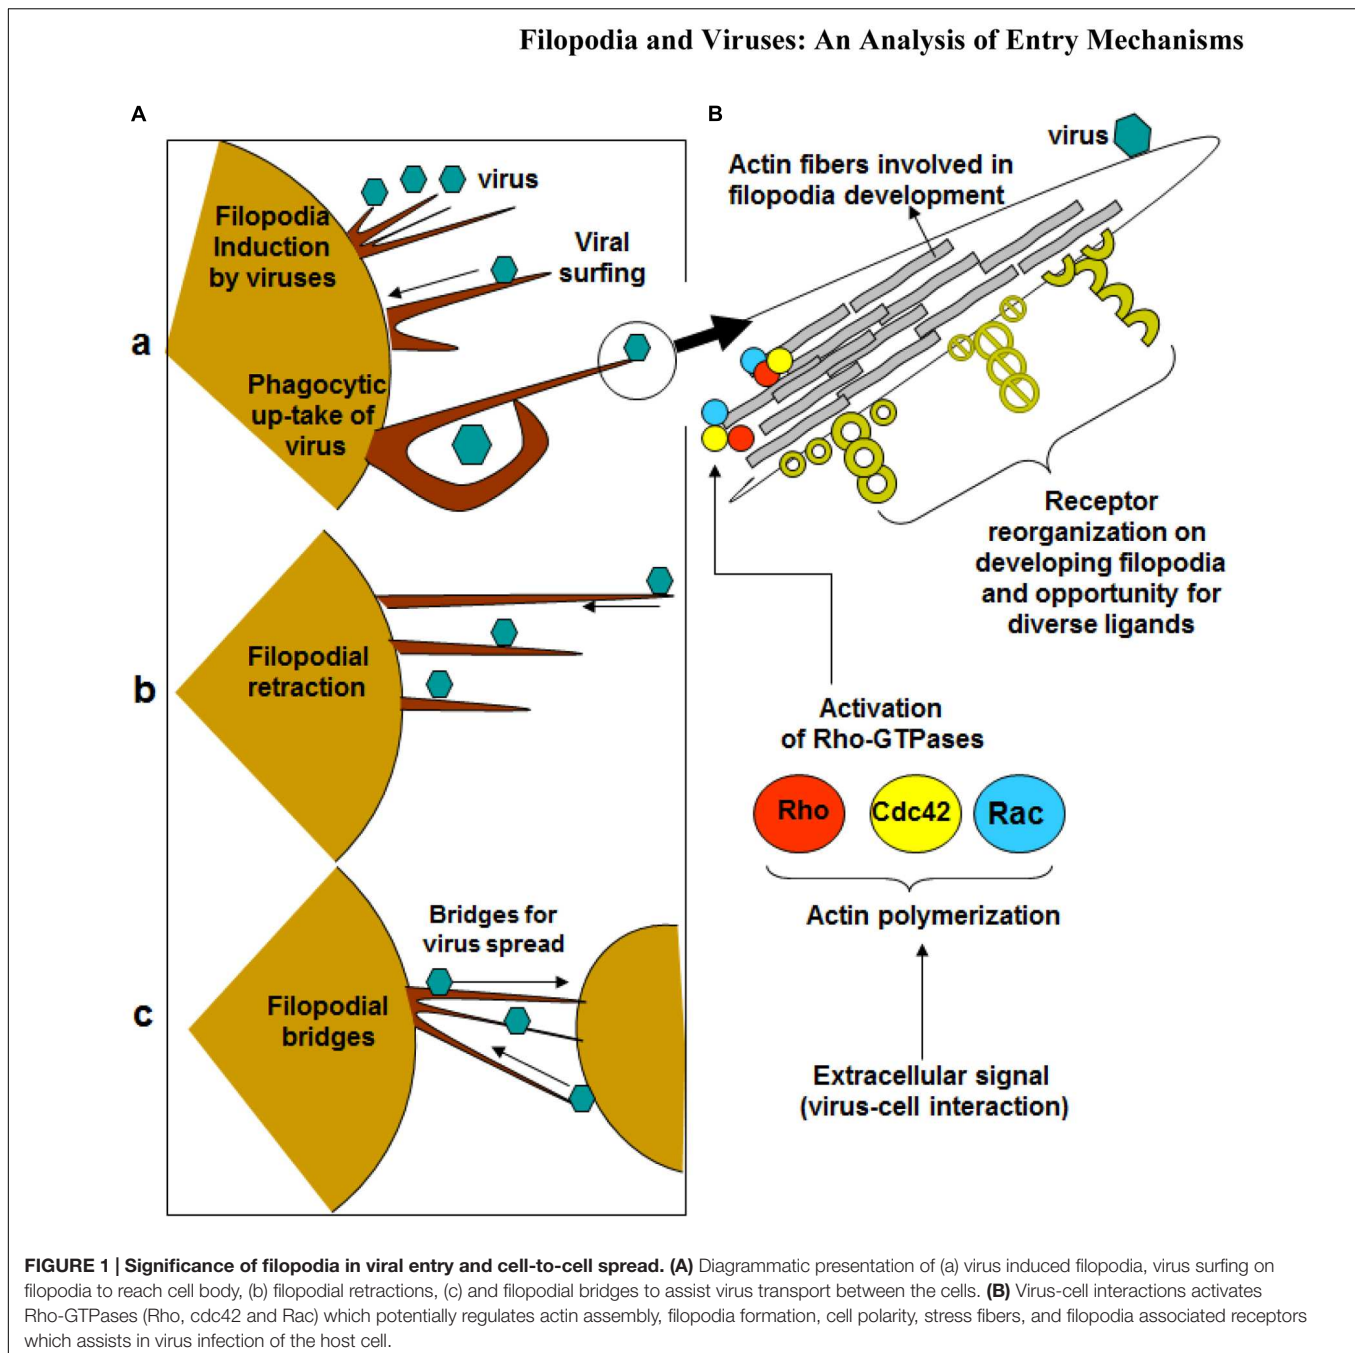 Filopodia and Viruses: An Analysis of Entry Mechanisms
A
a
Filopodia
Induction
by viruses
virus
Viral
surfing
Phagocytic
up-take of
virus
b
Filopodial
retraction
c
Filopodial
bridges
Bridges for
virus spread
B
virus
Actin fibers involved in
filopodia development
Receptor
reorganization on
developing filopodia
and opportunity for
diverse ligands
Activation
of Rho-GTPases
Rho
Cdc42
Rac
Actin polymerization
Extracellular signal
(virus-cell interaction)
FIGURE 1 | Significance of filopodia in viral entry and cell-to-cell spread. (A) Diagrammatic presentation of (a) virus induced filopodia, virus surfing on
filopodia to reach cell body, (b) filopodial retractions, (c) and filopodial bridges to assist virus transport between the cells. (B) Virus-cell interactions activates
Rho-GTPases (Rho, cdc42 and Rac) which potentially regulates actin assembly, filopodia formation, cell polarity, stress fibers, and filopodia associated receptors
which assists in virus infection of the host cell.